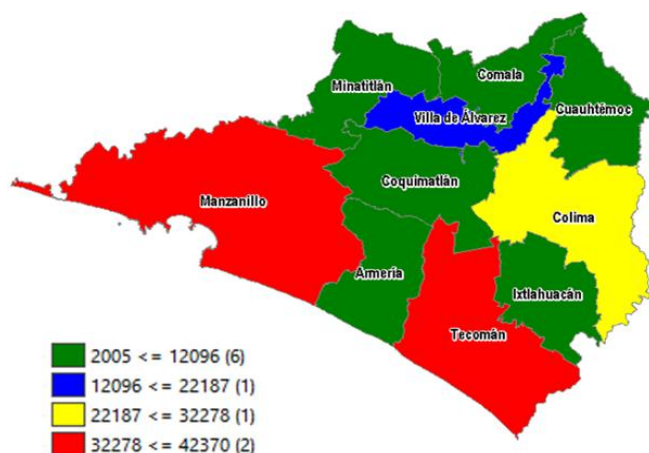 Comala
Minatitlán
Cuauhtémoc
Villa de Álvarez
Coquimatlán
Manzanillo
Colima
Armería
Ixtlahuacán
Tecomán
2005 <= 12096 (6)
12096 <= 22187 (1)
22187 <= 32278 (1)
32278 <= 42370 (2)